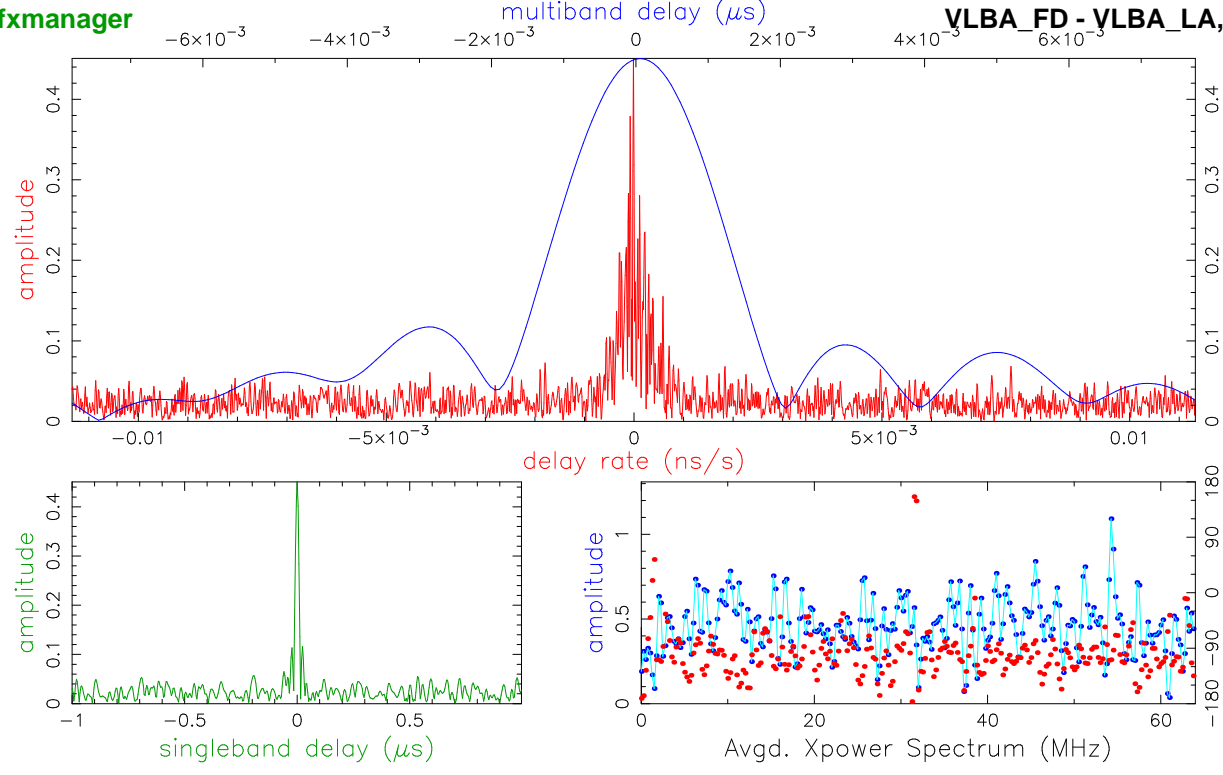 fxmanager
multiband delay (μs)
VLBA_FD - VLBA_LA,
−6×10⁻³ −4×10⁻³ −2×10⁻³ 0 2×10⁻³ 4×10⁻³ 6×10⁻³
amplitude
0 0.1 0.2 0.3 0.4
0 0.1 0.2 0.3 0.4
−0.01 −5×10⁻³ 0 5×10⁻³ 0.01
delay rate (ns/s)
amplitude
0 0.1 0.2 0.3 0.4
−1 −0.5 0 0.5
singleband delay (μs)
amplitude
0 0.5 1
−180 −90 0 90 180
0 20 40 60
Avgd. Xpower Spectrum (MHz)